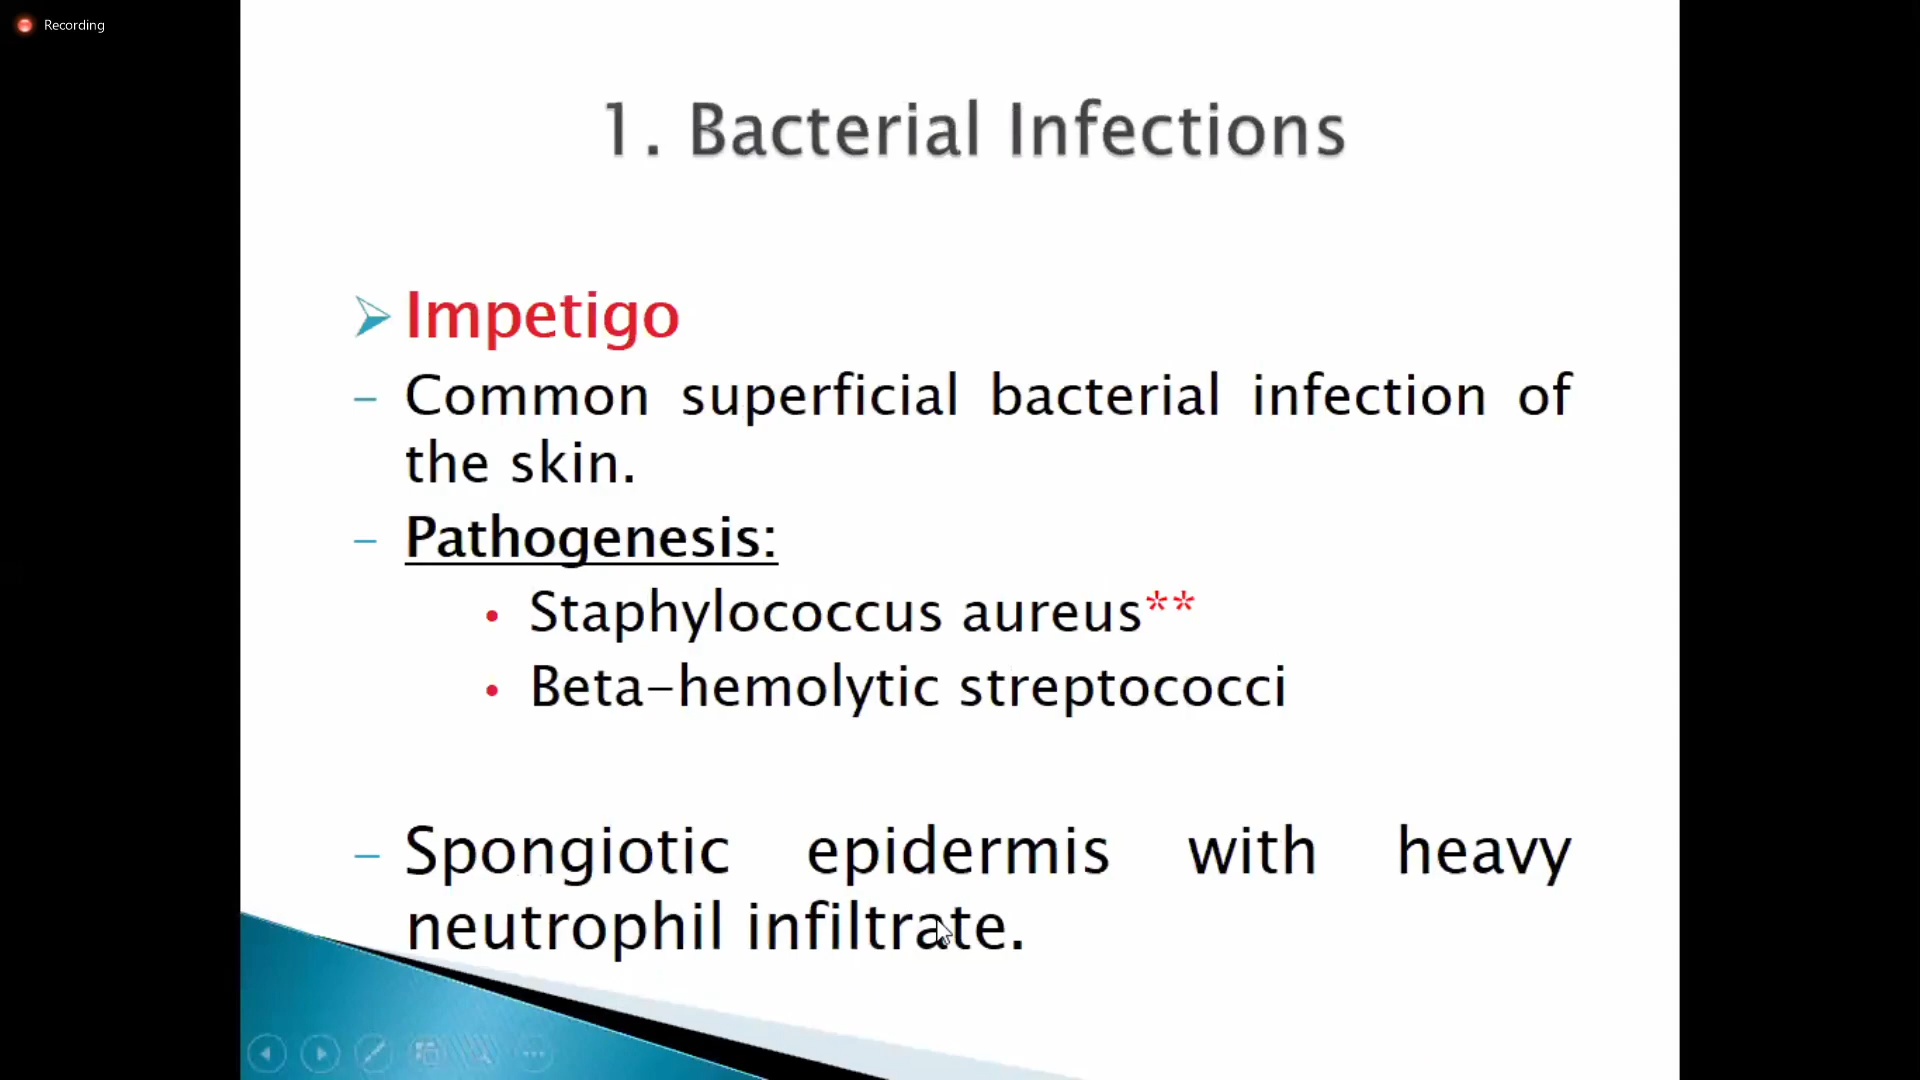 Recording
1. Bacterial Infections
Impetigo
– Common superficial bacterial infection of
the skin.
– Pathogenesis:
• Staphylococcus aureus**
• Beta-hemolytic streptococci
– Spongiotic epidermis with heavy
neutrophil infiltrate.